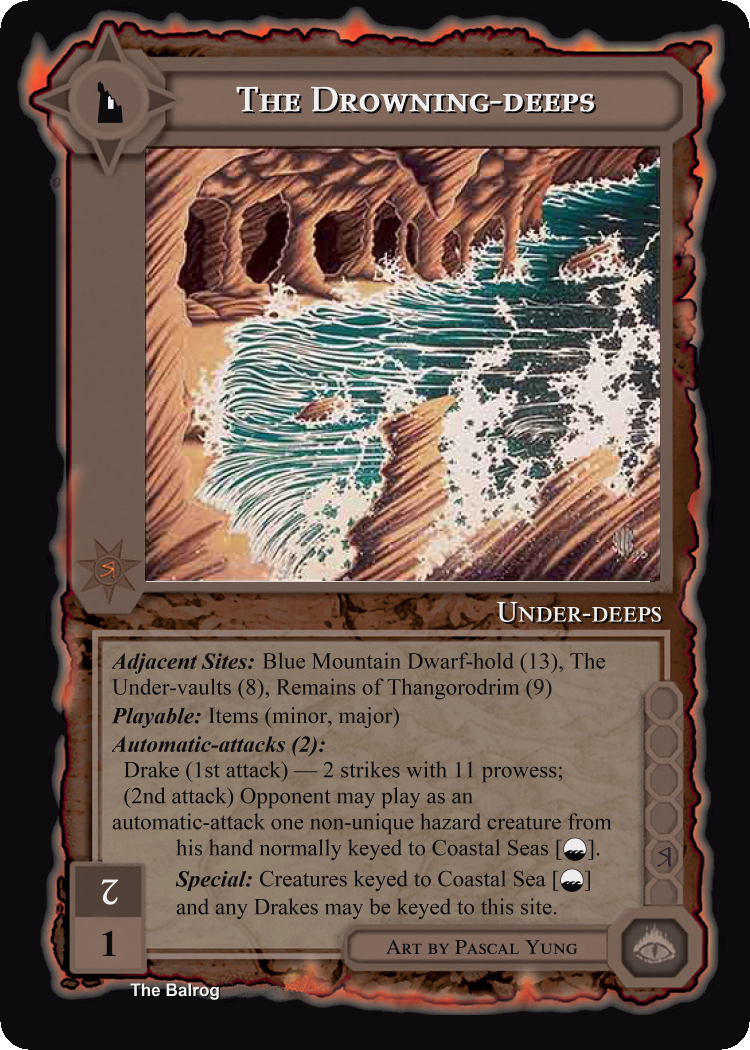 The Drowning-deeps
Under-deeps
Adjacent Sites: Blue Mountain Dwarf-hold (13), The
Under-vaults (8), Remains of Thangorodrim (9)
Playable: Items (minor, major)
Automatic-attacks (2):
Drake (1st attack) — 2 strikes with 11 prowess;
(2nd attack) Opponent may play as an
automatic-attack one non-unique hazard creature from
his hand normally keyed to Coastal Seas [].
Special: Creatures keyed to Coastal Sea []
and any Drakes may be keyed to this site.
2
1
Art by Pascal Yung
The Balrog